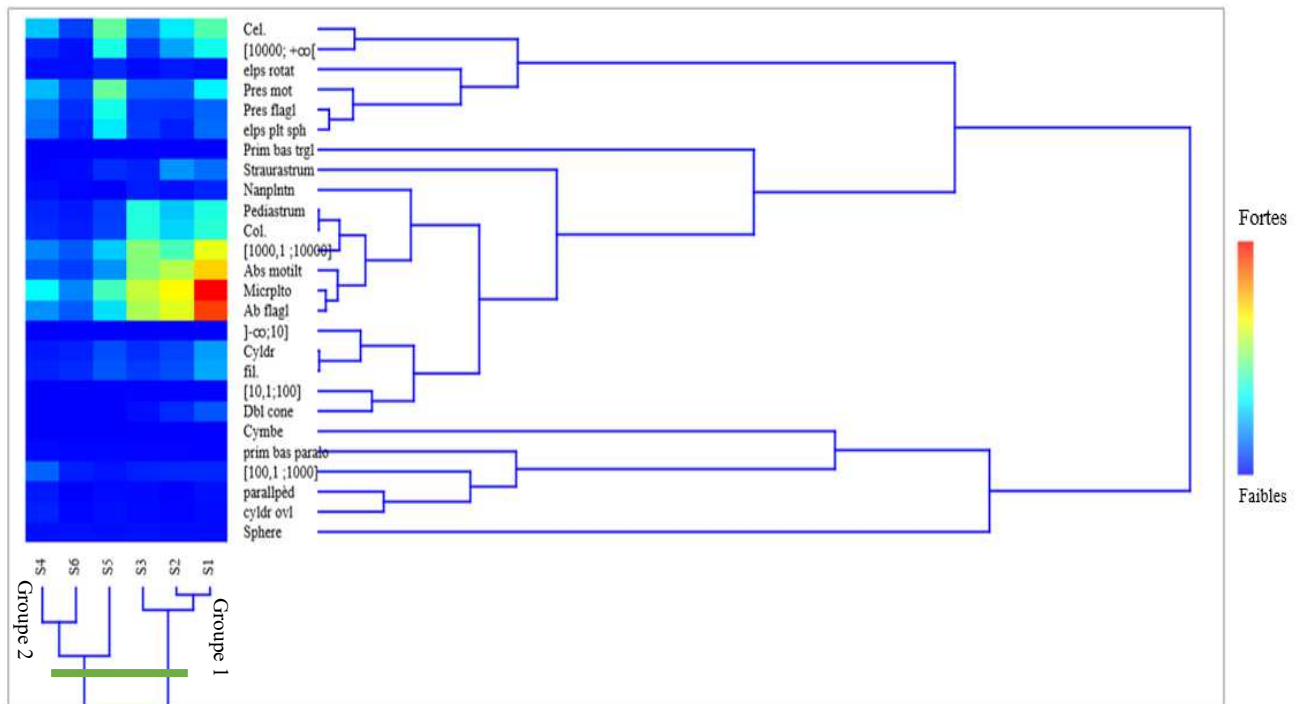 Cel.
[10000; +∞[
elps rotat
Pres mot
Pres flagl
elps plt sph
Prim bas trgl
Straurastrum
Nanplntn
Pediastrum
Col.
[1000,1 ;10000]
Abs motilt
Micrplto
Ab flagl
]-∞;10]
Cyldr
fil.
[10,1;100]
Dbl cone
Cymbe
prim bas paralo
[100,1 ;1000]
parallpèd
cyldr ovl
Sphere
Fortes
Faibles
S4
S6
S5
S3
S2
S1
Groupe 2
Groupe 1